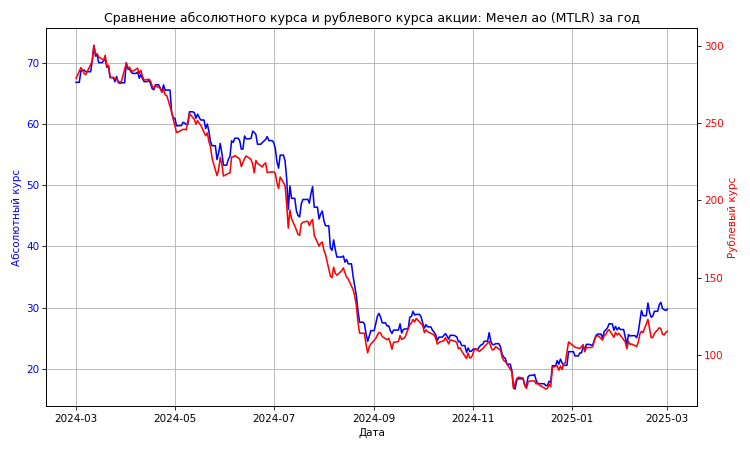 Сравнение абсолютного курса и рублевого курса акции: Мечел ао (MTLR) за год
Абсолютный курс
70
60
50
40
30
20
300
250
200
150
100
Рублевый курс
2024-03 2024-05 2024-07 2024-09 2024-11 2025-01 2025-03
Дата